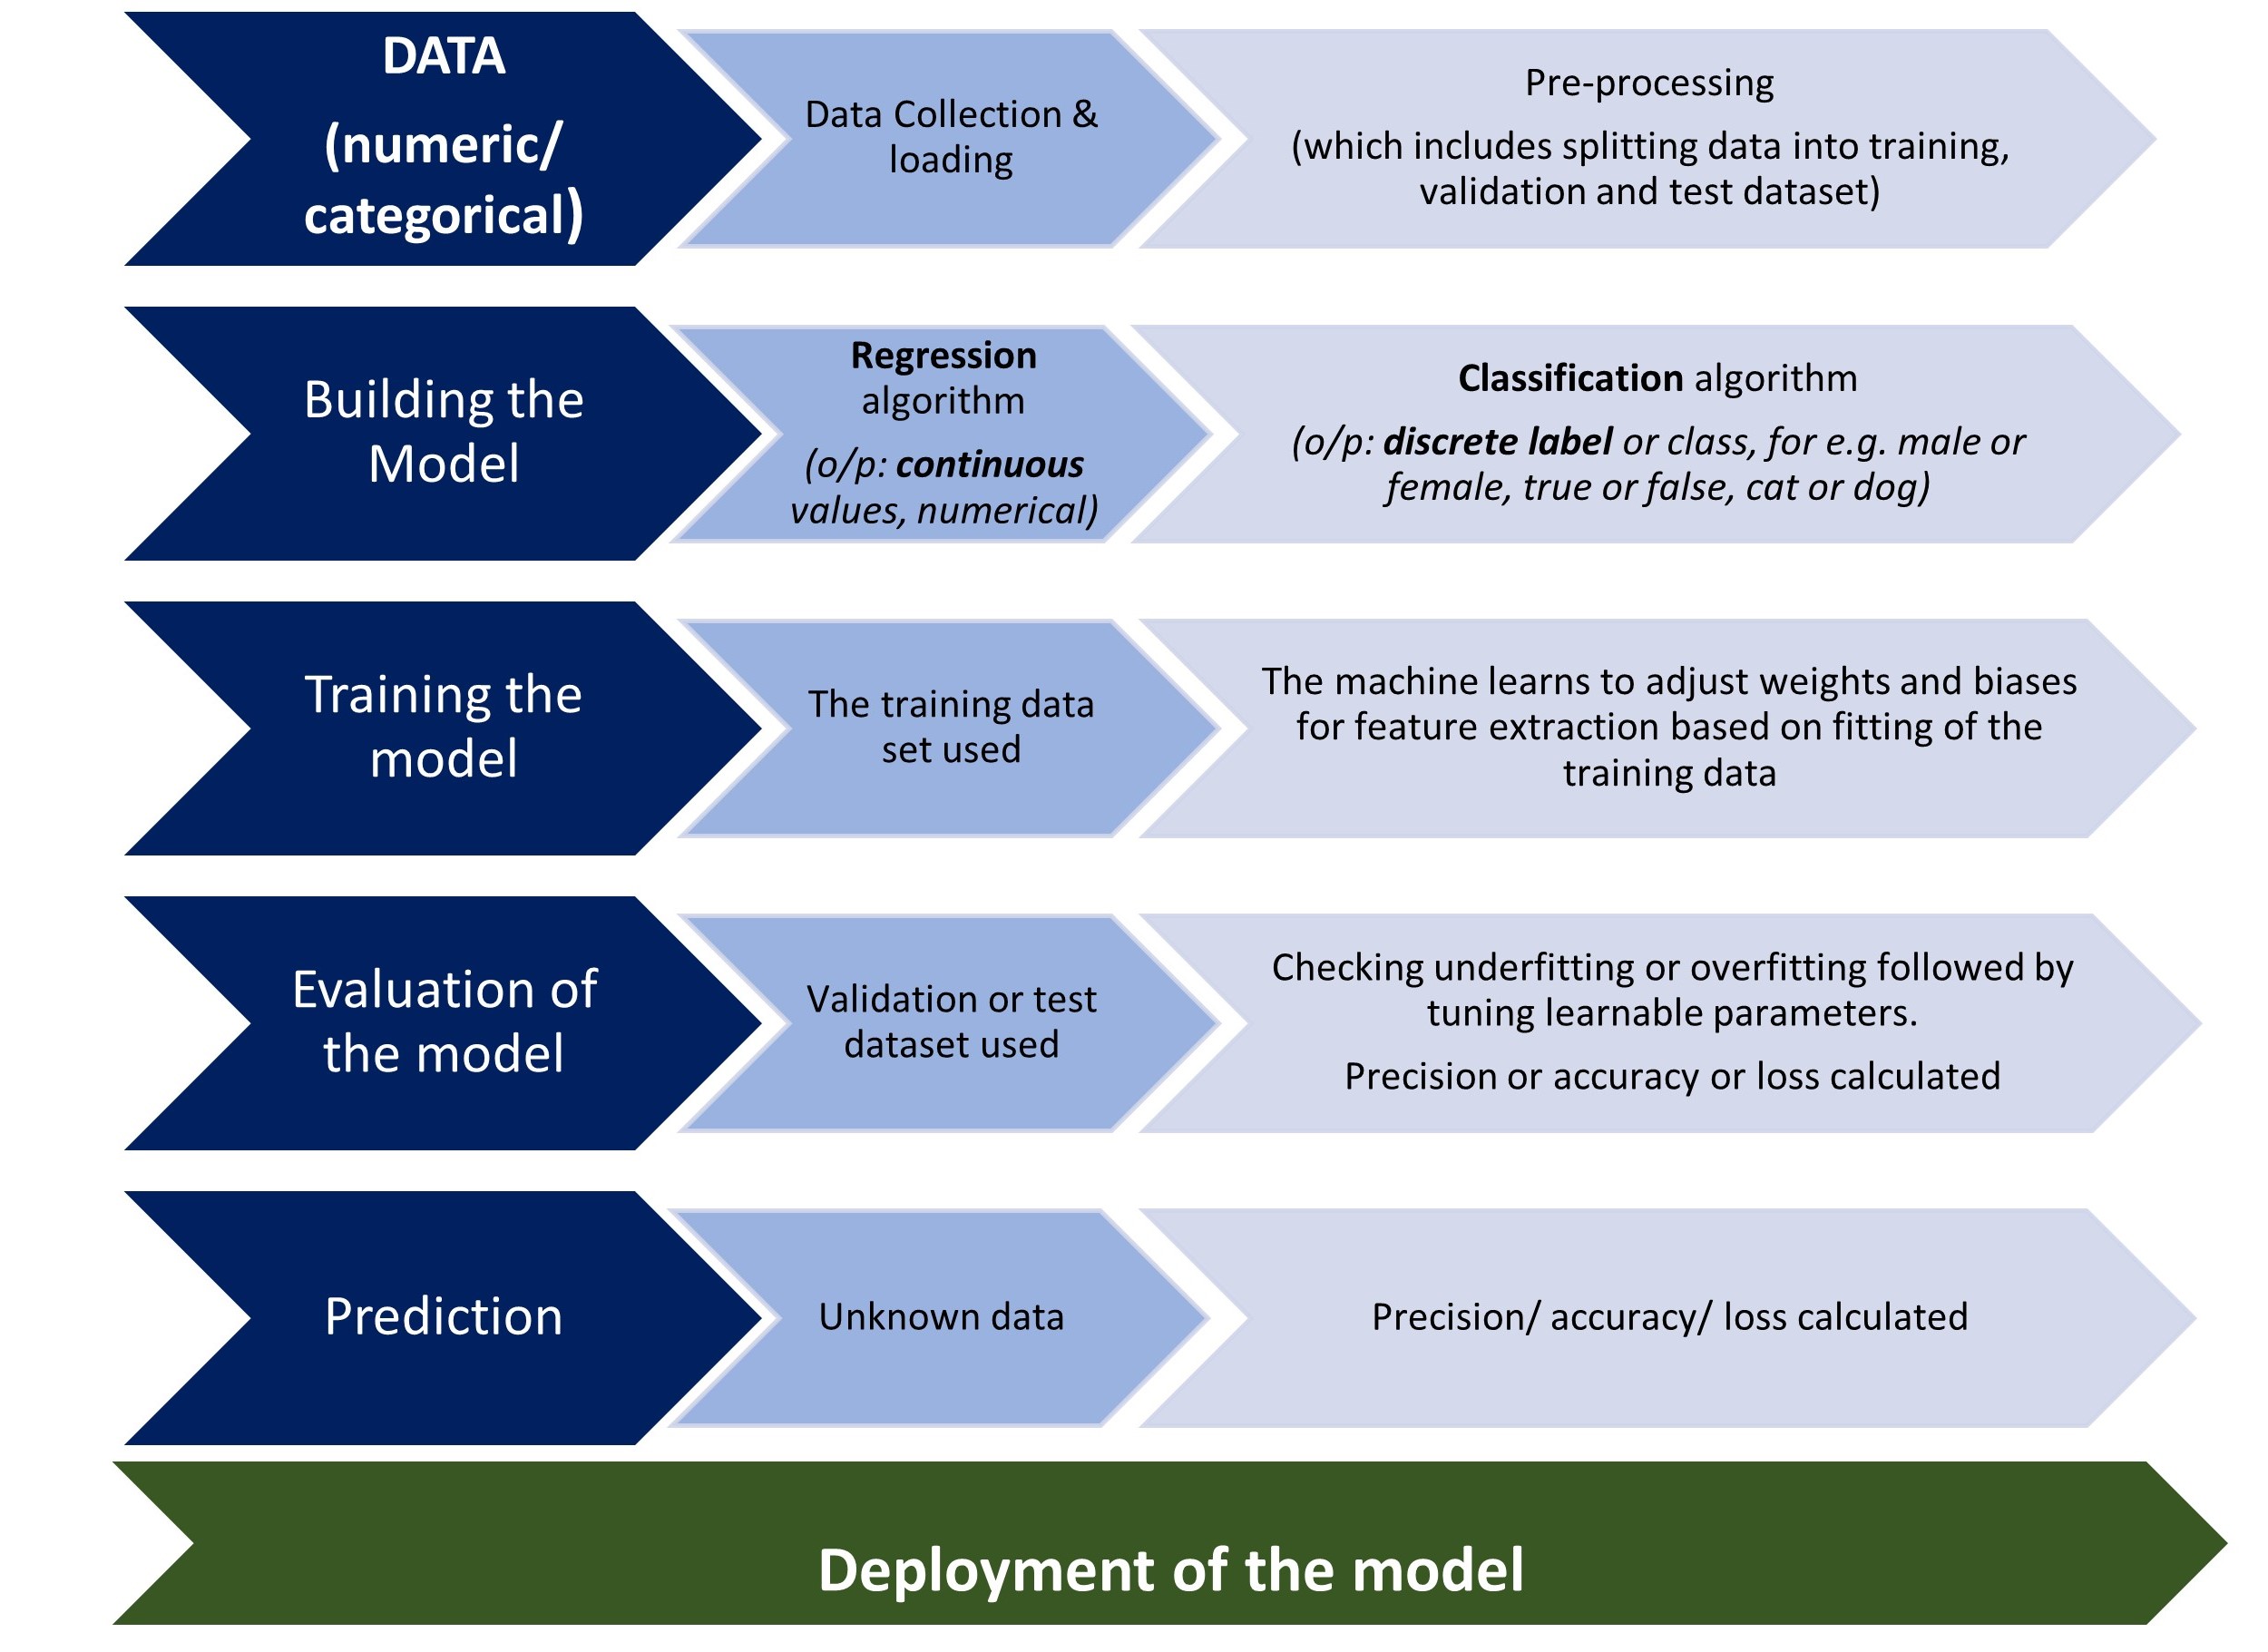 DATA
(numeric/
categorical)
Data Collection &
loading
Pre-processing
(which includes splitting data into training,
validation and test dataset)
Building the
Model
Regression
algorithm
(o/p: continuous
values, numerical)
Classification algorithm
(o/p: discrete label or class, for e.g. male or
female, true or false, cat or dog)
Training the
model
The training data
set used
The machine learns to adjust weights and biases
for feature extraction based on fitting of the
training data
Evaluation of
the model
Validation or test
dataset used
Checking underfitting or overfitting followed by
tuning learnable parameters.
Precision or accuracy or loss calculated
Prediction
Unknown data
Precision/ accuracy/ loss calculated
Deployment of the model